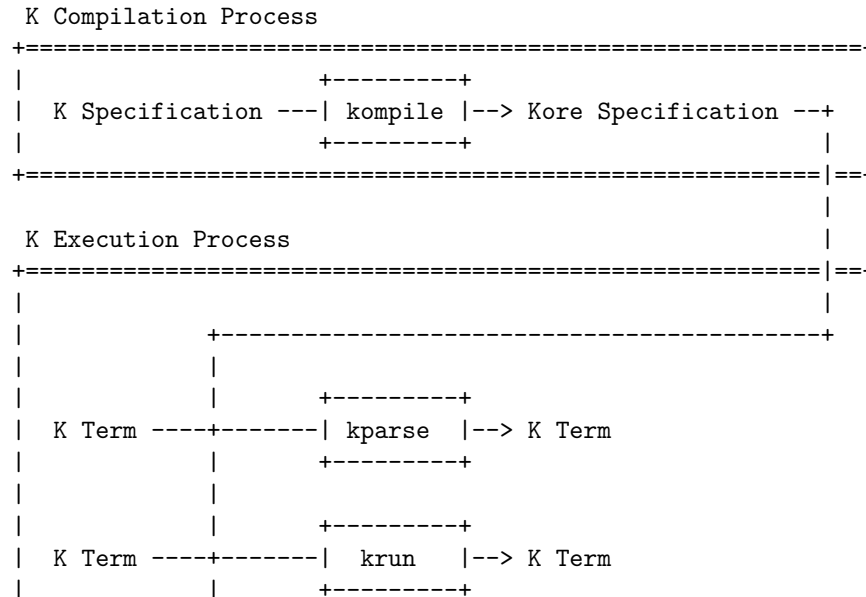 K Compilation Process
+===========================================================+
|                     +---------+
|  K Specification ---| kompile |--> Kore Specification --+
|                     +---------+                         |
+=========================================================|==+
                                                          |
K Execution Process                                       |
+=========================================================|==+
|                                                         |
|             +-------------------------------------------+
|             |
|             |       +---------+
|  K Term ----+-------| kparse  |--> K Term
|             |       +---------+
|             |
|             |       +---------+
|  K Term ----+-------|  krun   |--> K Term
|             |       +---------+